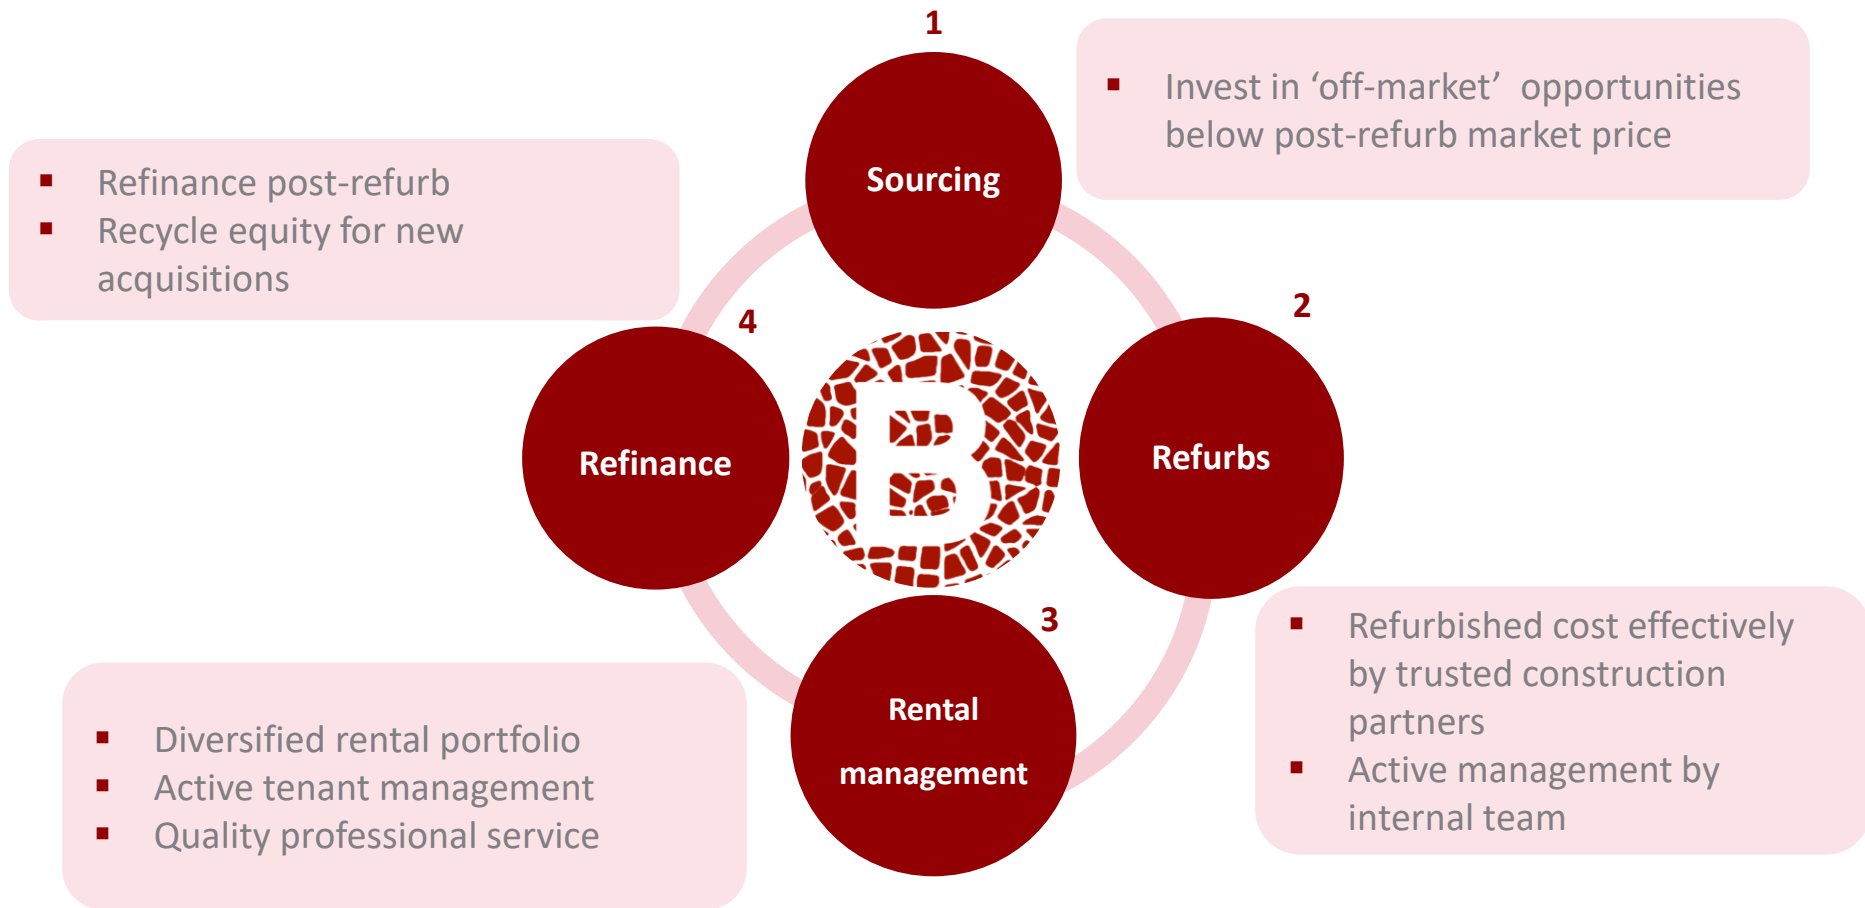 1
Sourcing
▪ Invest in ‘off-market’  opportunities
below post-refurb market price
2
Refurbs
▪ Refurbished cost effectively
by trusted construction
partners
▪ Active management by
internal team
3
Rental
management
▪ Diversified rental portfolio
▪ Active tenant management
▪ Quality professional service
4
Refinance
▪ Refinance post-refurb
▪ Recycle equity for new
acquisitions
B